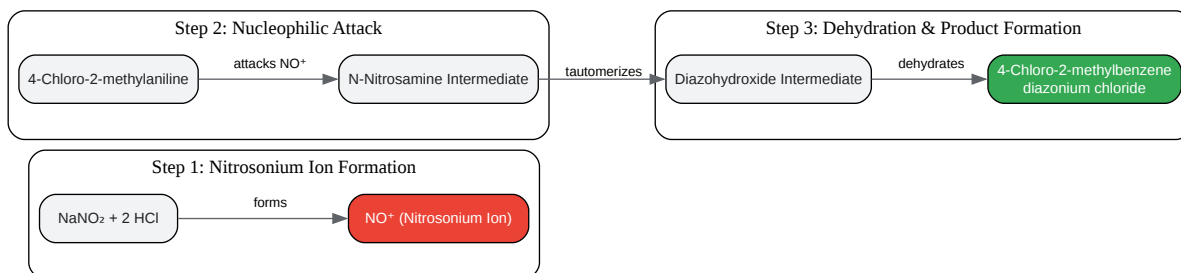 Step 2: Nucleophilic Attack
4-Chloro-2-methylaniline
attacks NO⁺
N-Nitrosamine Intermediate
tautomerizes
Step 3: Dehydration & Product Formation
Diazohydroxide Intermediate
dehydrates
4-Chloro-2-methylbenzene
diazonium chloride
Step 1: Nitrosonium Ion Formation
NaNO₂ + 2 HCl
forms
NO⁺ (Nitrosonium Ion)